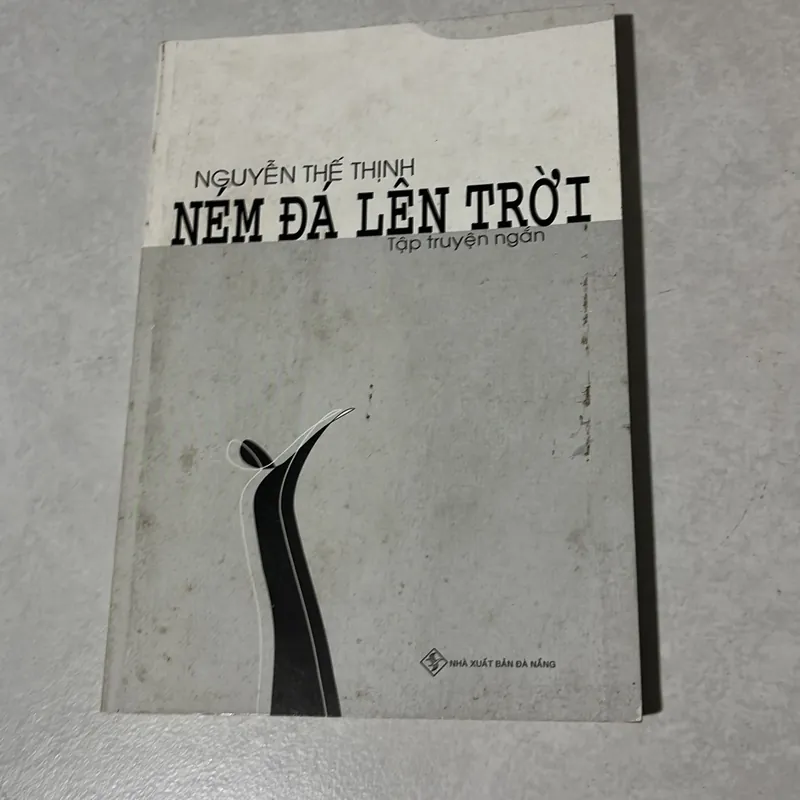 NGUYỄN THẾ THỊNH
NÉM ĐÁ LÊN TRỜI
Tập truyện ngắn
NHÀ XUẤT BẢN ĐÀ NẴNG